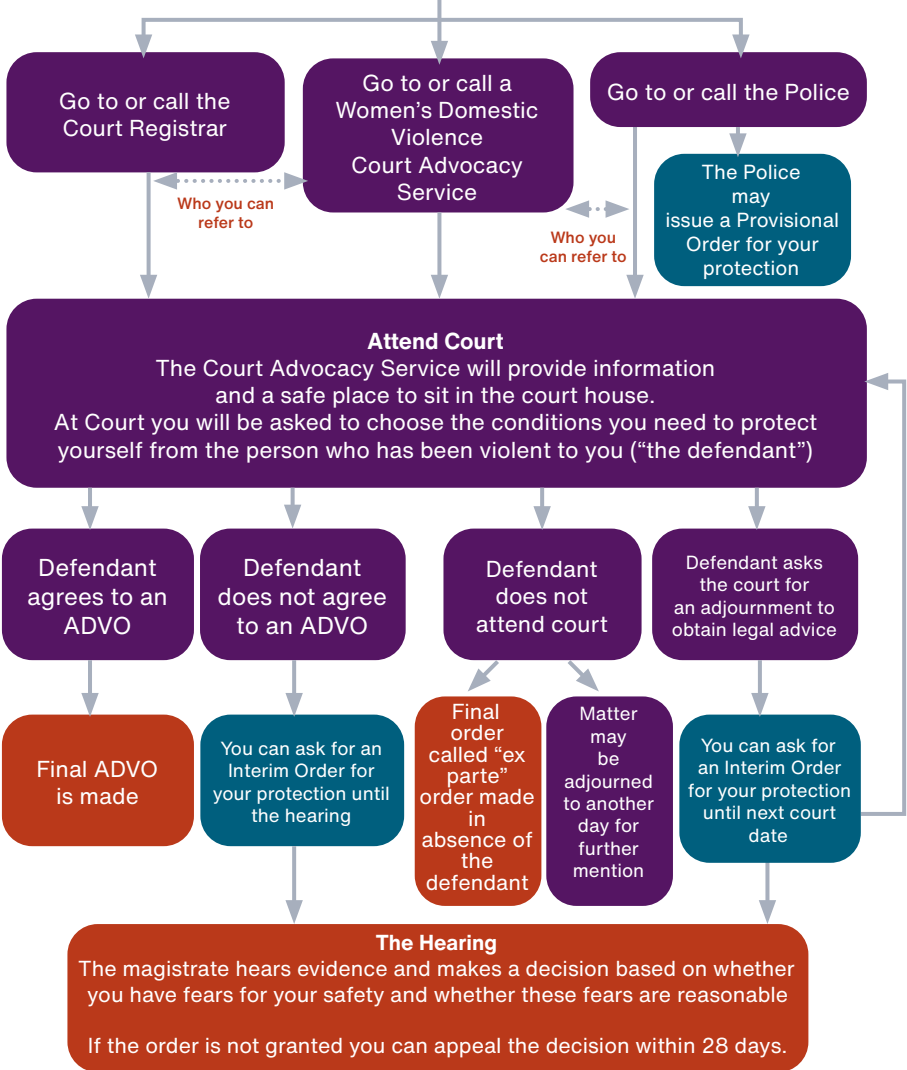 Go to or call the
Court Registrar
Go to or call a
Women’s Domestic
Violence
Court Advocacy
Service
Go to or call the Police
Who you can
refer to
Who you
can refer to
The Police
may
issue a Provisional
Order for your
protection
Attend Court
The Court Advocacy Service will provide information
and a safe place to sit in the court house.
At Court you will be asked to choose the conditions you need to protect
yourself from the person who has been violent to you (“the defendant”)
Defendant
agrees to an
ADVO
Defendant
does not agree
to an ADVO
Defendant
does not
attend court
Defendant asks
the court for
an adjournment to
obtain legal advice
Final ADVO
is made
You can ask for an
Interim Order for
your protection until
the hearing
Final
order
called “ex
parte”
order made
in
absence of
the
defendant
Matter
may
be
adjourned
to another
day for
further
mention
You can ask for
an Interim Order
for your protection
until next court
date
The Hearing
The magistrate hears evidence and makes a decision based on whether
you have fears for your safety and whether these fears are reasonable
If the order is not granted you can appeal the decision within 28 days.